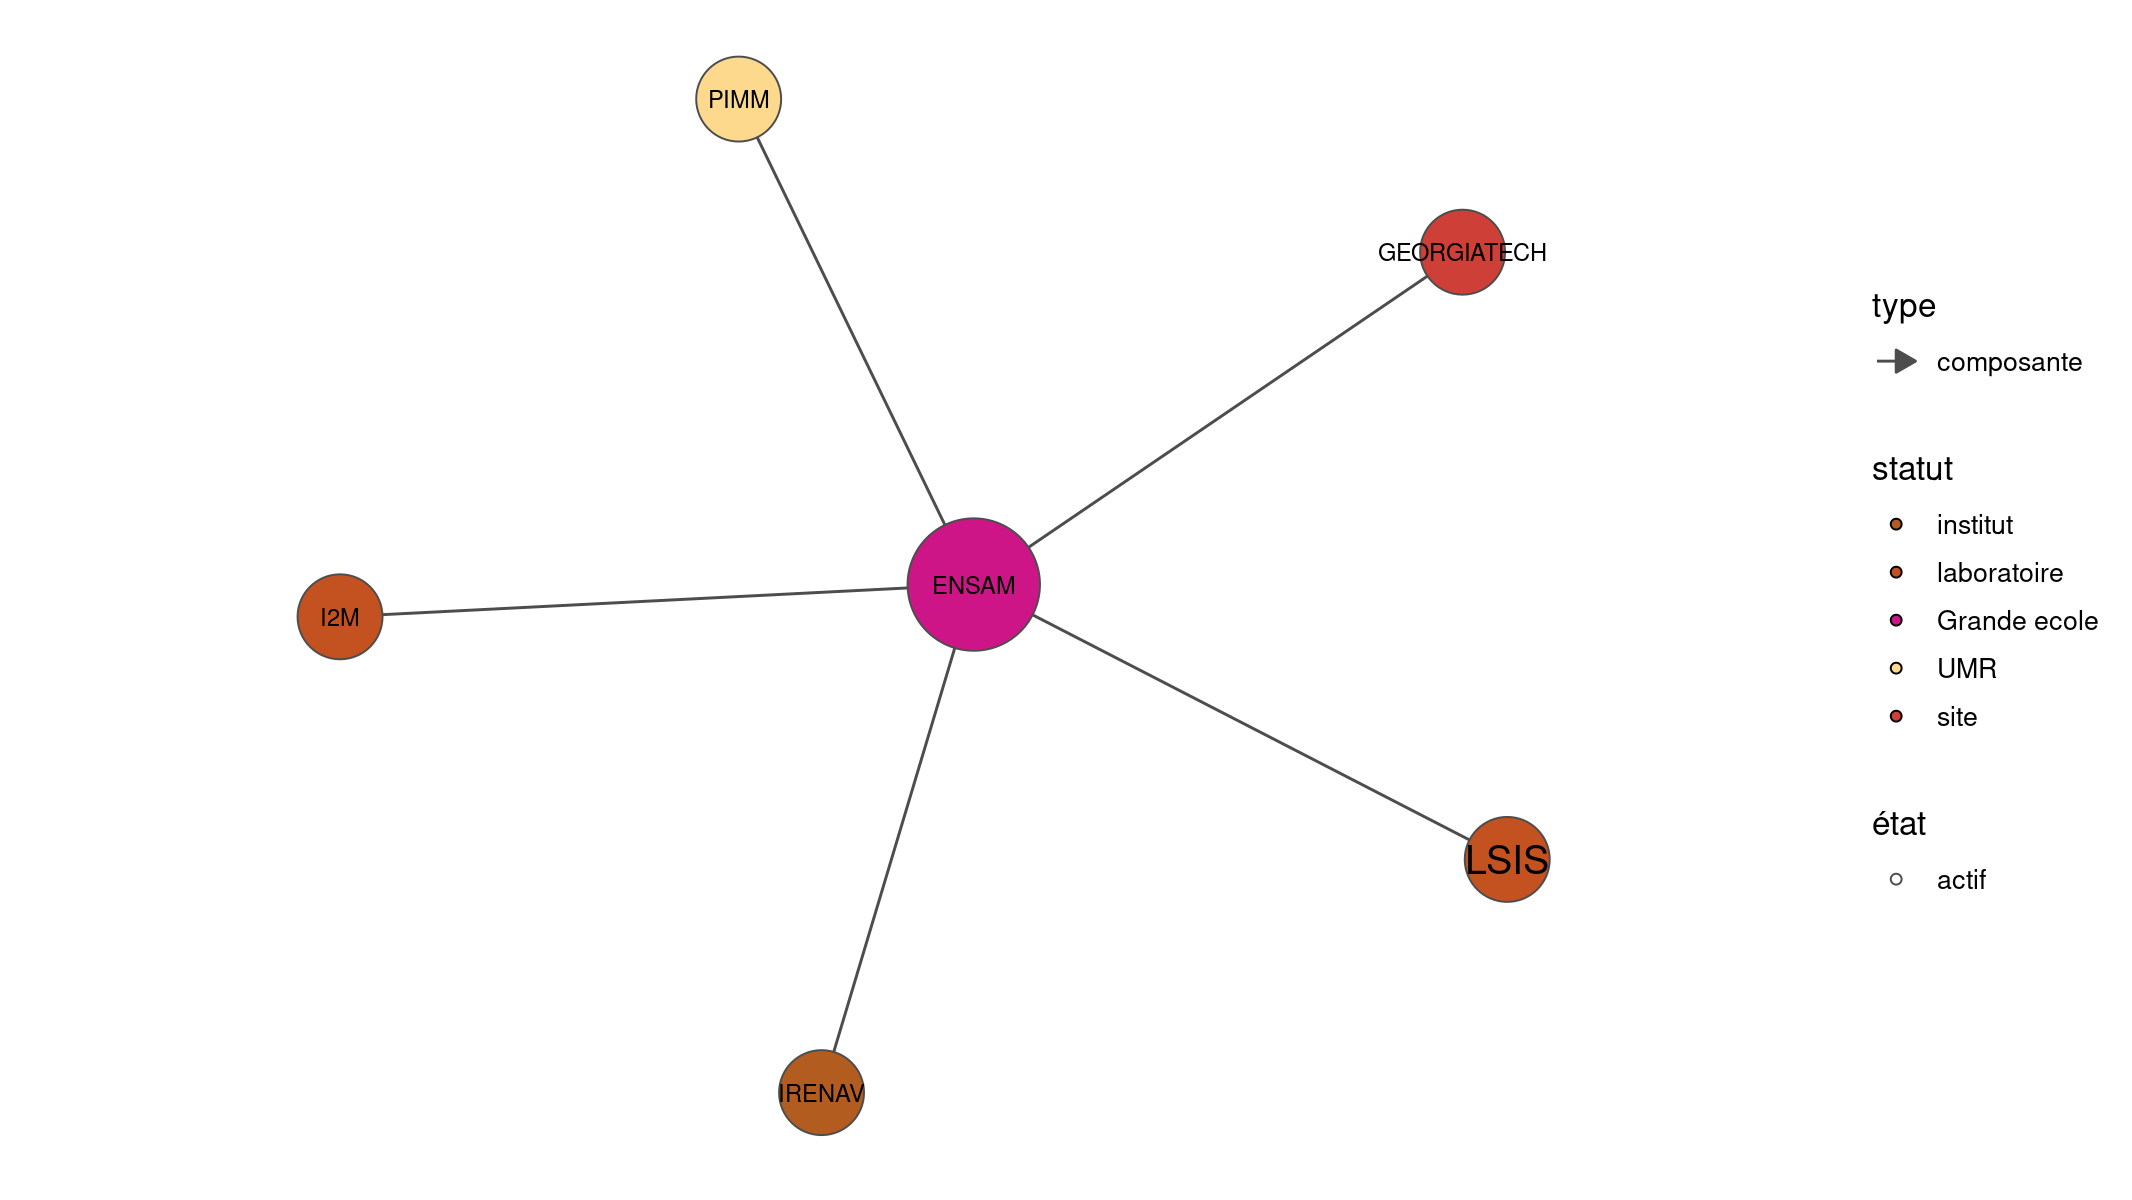 PIMM
GEORGIATECH
ENSAM
I2M
LSIS
IRENAV
type
composante
statut
institut
laboratoire
Grande ecole
UMR
site
état
actif